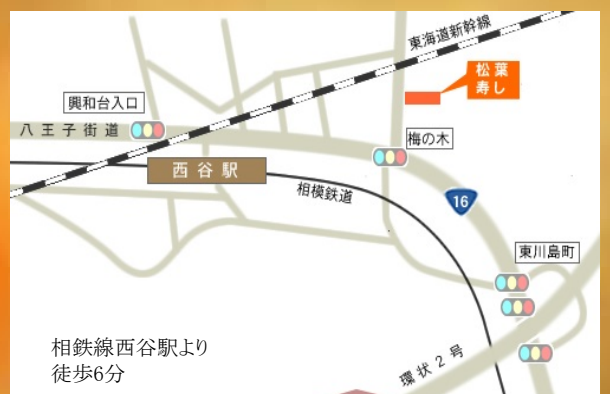 東海道新幹線
松葉
寿し
興和台入口
八王子街道
梅の木
西谷駅
相模鉄道
16
東川島町
環状2号
相鉄線西谷駅より
徒歩6分